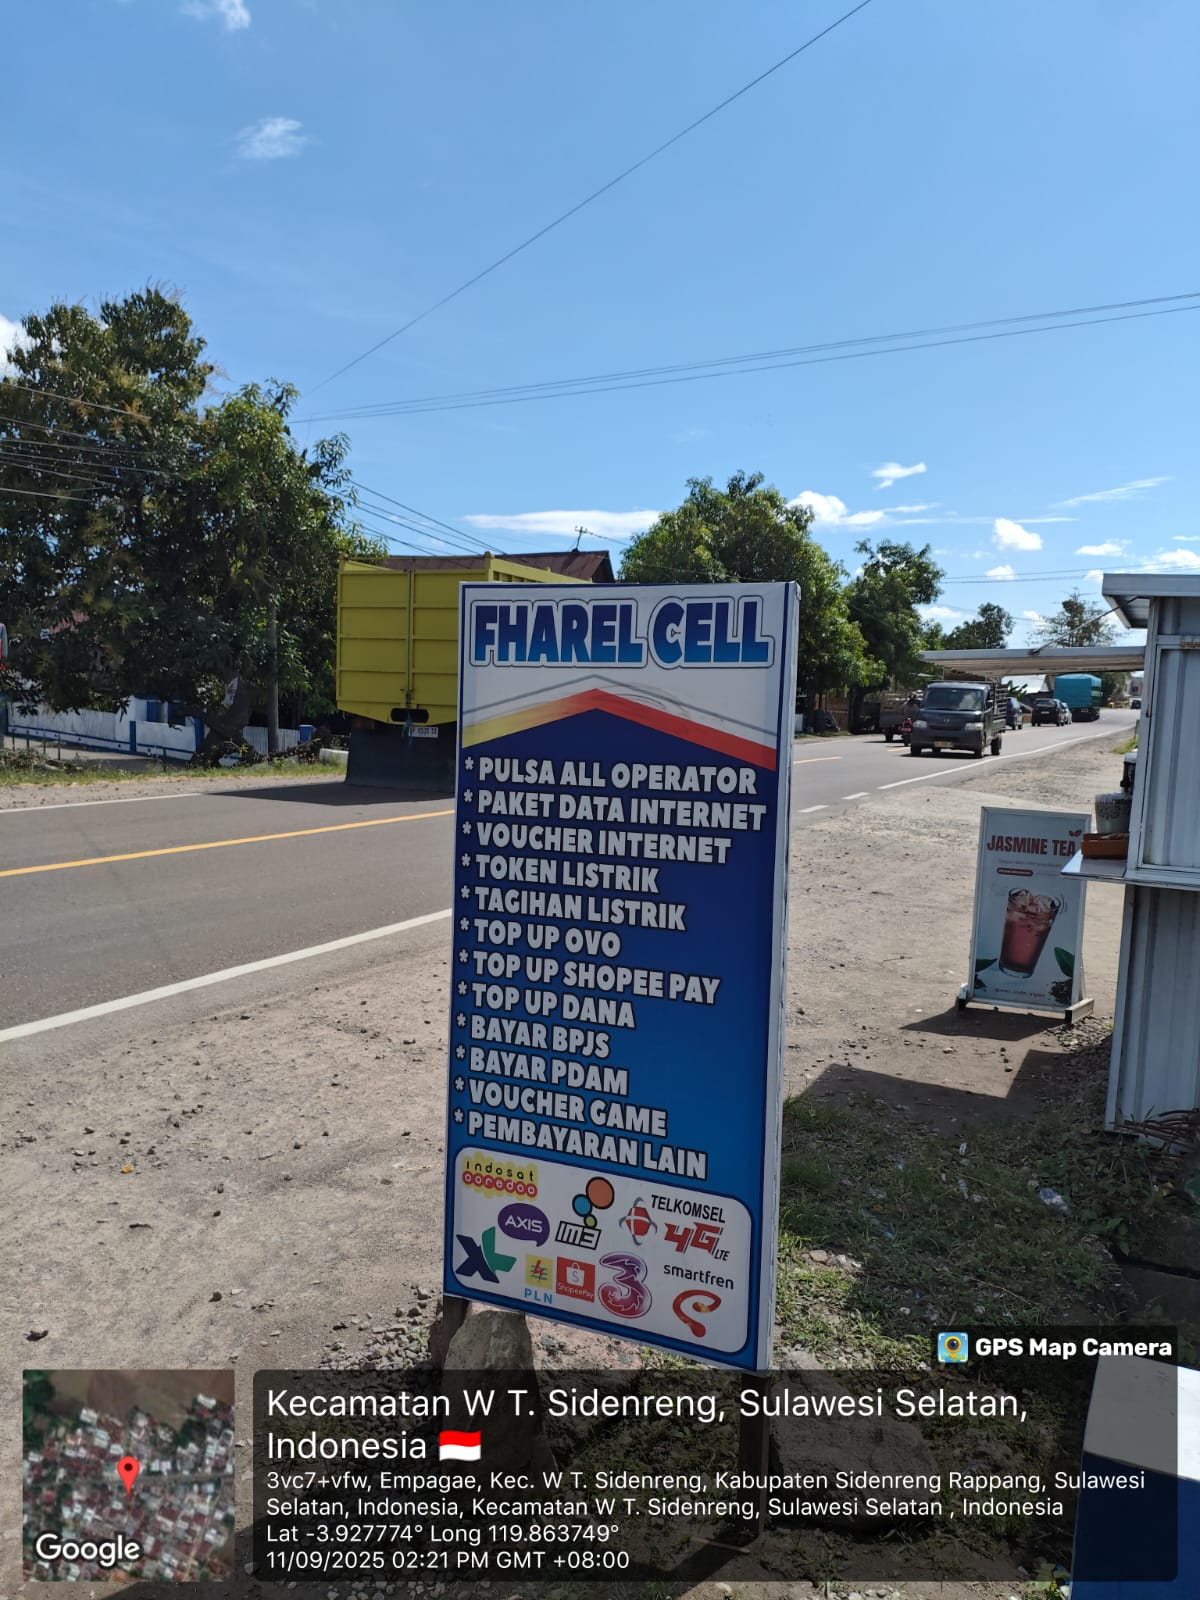 FHAREL CELL
* PULSA ALL OPERATOR
* PAKET DATA INTERNET
* VOUCHER INTERNET
* TOKEN LISTRIK
* TAGIHAN LISTRIK
* TOP UP OVO
* TOP UP SHOPEE PAY
* TOP UP DANA
* BAYAR BPJS
* BAYAR PDAM
* VOUCHER GAME
* PEMBAYARAN LAIN
indosat
ooredoo
AXIS
IM3
TELKOMSEL
4G LTE
XL
PLN
S
ShopeePay
3
smartfren
JASMINE TEA
GPS Map Camera
Google
Kecamatan W T. Sidenreng, Sulawesi Selatan,
Indonesia
3vc7+vfw, Empagae, Kec. W T. Sidenreng, Kabupaten Sidenreng Rappang, Sulawesi
Selatan, Indonesia, Kecamatan W T. Sidenreng, Sulawesi Selatan , Indonesia
Lat -3.927774° Long 119.863749°
11/09/2025 02:21 PM GMT +08:00